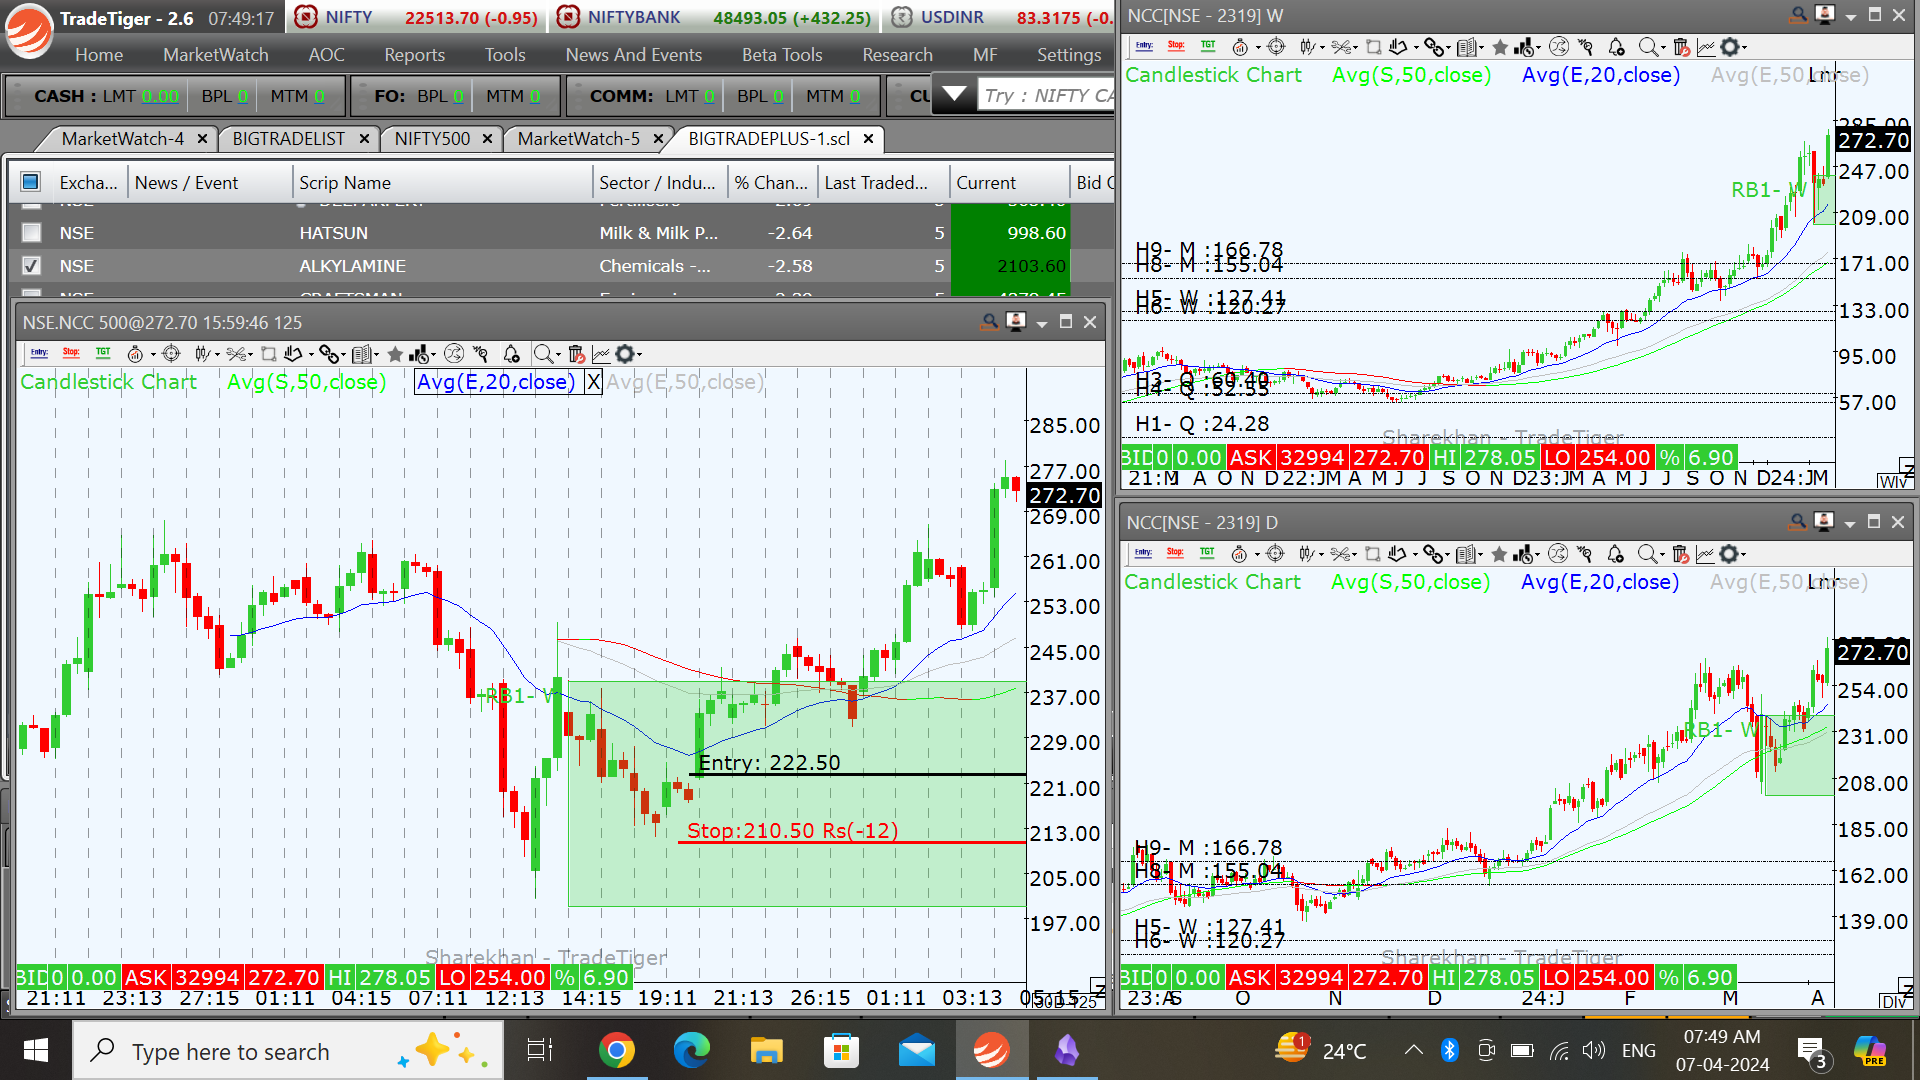 TradeTiger - 2.6 07:49:17 NIFTY 22513.70 (-0.95) NIFTYBANK 48493.05 (+432.25) USDINR 83.3175 (-0.
Home MarketWatch AOC Reports Tools News And Events Beta Tools Research MF Settings
CASH : LMT 0.00 BPL 0 MTM 0 FO: BPL 0 MTM 0 COMM: LMT 0 BPL 0 MTM 0 CU Try : NIFTY CA
MarketWatch-4 BIGTRADELIST NIFTY500 MarketWatch-5 BIGTRADEPLUS-1.scl
Excha... News / Event Scrip Name Sector / Indu... % Chan... Last Traded... Current Bid Q
NSE HATSUN Milk & Milk P... -2.64 5 998.60
NSE ALKYLAMINE Chemicals -... -2.58 5 2103.60
NSE.NCC 500@272.70 15:59:46 125
Entry: Stop: TGT
Candlestick Chart Avg(S,50,close) Avg(E,20,close) X Avg(E,50,close)
285.00
277.00
272.70
269.00
261.00
253.00
245.00
237.00
229.00
221.00
213.00
205.00
197.00
RB1- W
Entry: 222.50
Stop:210.50 Rs(-12)
Sharekhan - TradeTiger
BID 0 0.00 ASK 32994 272.70 HI 278.05 LO 254.00 % 6.90
21:11 23:13 27:15 01:11 04:15 07:11 12:13 14:15 19:11 21:13 26:15 01:11 03:13 05:15
NCC[NSE - 2319] W
Entry: Stop: TGT
Candlestick Chart Avg(S,50,close) Avg(E,20,close) Avg(E,50,close)
285.00
272.70
247.00
209.00
171.00
133.00
95.00
57.00
RB1- W
H9- M :166.78
H8- M :155.04
H5- W :127.41
H6- W :120.27
H3- Q :60.40
H4- Q :52.55
H1- Q :24.28
Sharekhan - TradeTiger
BID 0 0.00 ASK 32994 272.70 HI 278.05 LO 254.00 % 6.90
NCC[NSE - 2319] D
Entry: Stop: TGT
Candlestick Chart Avg(S,50,close) Avg(E,20,close) Avg(E,50,close)
272.70
254.00
231.00
208.00
185.00
162.00
139.00
RB1- W
H9- M :166.78
H8- M :155.04
H5- W :127.41
H6- W :120.27
Sharekhan - TradeTiger
BID 0 0.00 ASK 32994 272.70 HI 278.05 LO 254.00 % 6.90
O N D 24:J F M A
Type here to search
1 24°C ENG 07:49 AM
07-04-2024
3 PRE